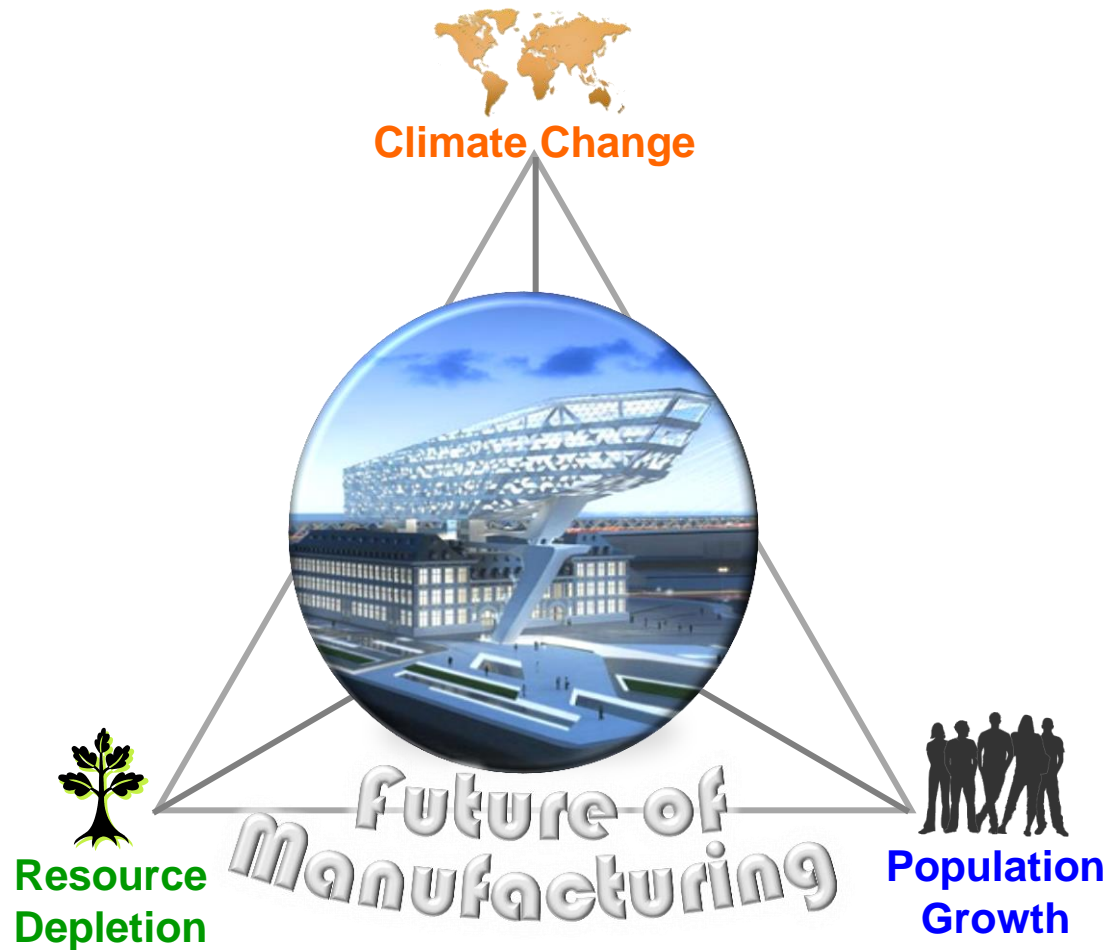 Climate Change
Future of
Manufacturing
Resource
Depletion
Population
Growth